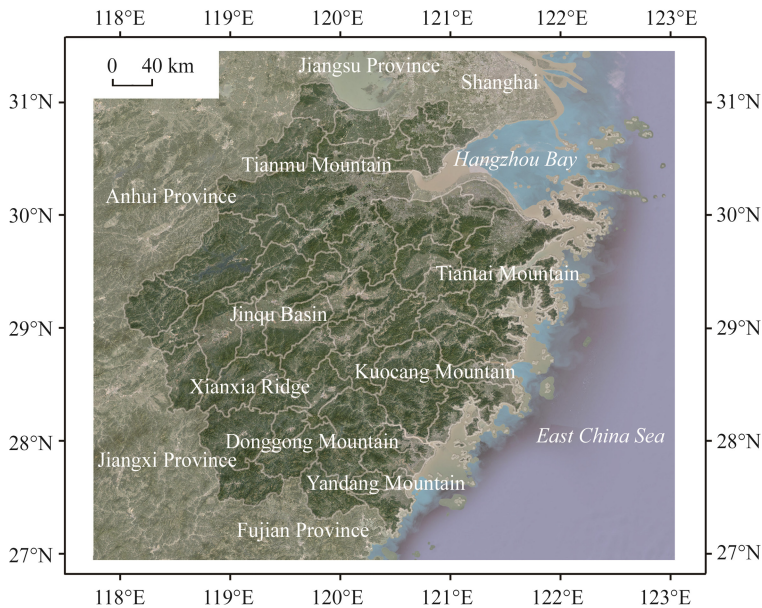 118°E 119°E 120°E 121°E 122°E 123°E
0 40 km
Jiangsu Province
Shanghai
31°N 31°N
Tianmu Mountain
Hangzhou Bay
Anhui Province
30°N 30°N
Tiantai Mountain
Jinqu Basin
29°N 29°N
Kuocang Mountain
Xianxia Ridge
East China Sea
28°N 28°N
Donggong Mountain
Jiangxi Province
Yandang Mountain
Fujian Province
27°N 27°N
118°E 119°E 120°E 121°E 122°E 123°E